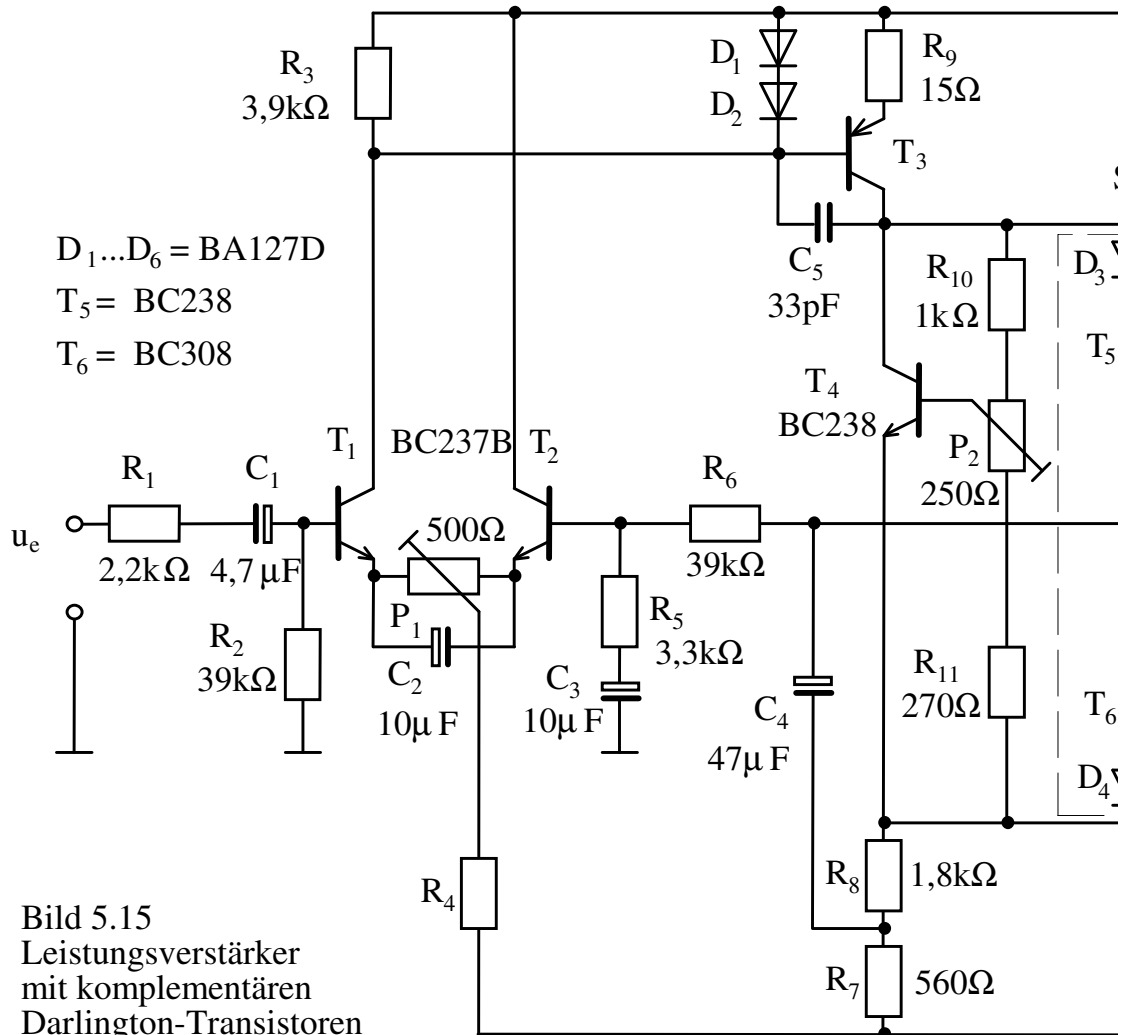 R3
3,9kΩ
D1
D2
R9
15Ω
T3
D1...D6 = BA127D
T5 = BC238
T6 = BC308
C5
33pF
R10
1kΩ
D3
T5
T4
BC238
P2
250Ω
T1
BC237B
T2
R1
2,2kΩ
C1
4,7µF
ue
500Ω
P1
R6
39kΩ
R2
39kΩ
C2
10µF
R5
3,3kΩ
C3
10µF
C4
47µF
R11
270Ω
T6
D4
R4
R8
1,8kΩ
R7
560Ω
Bild 5.15
Leistungsverstärker
mit komplementären
Darlington-Transistoren